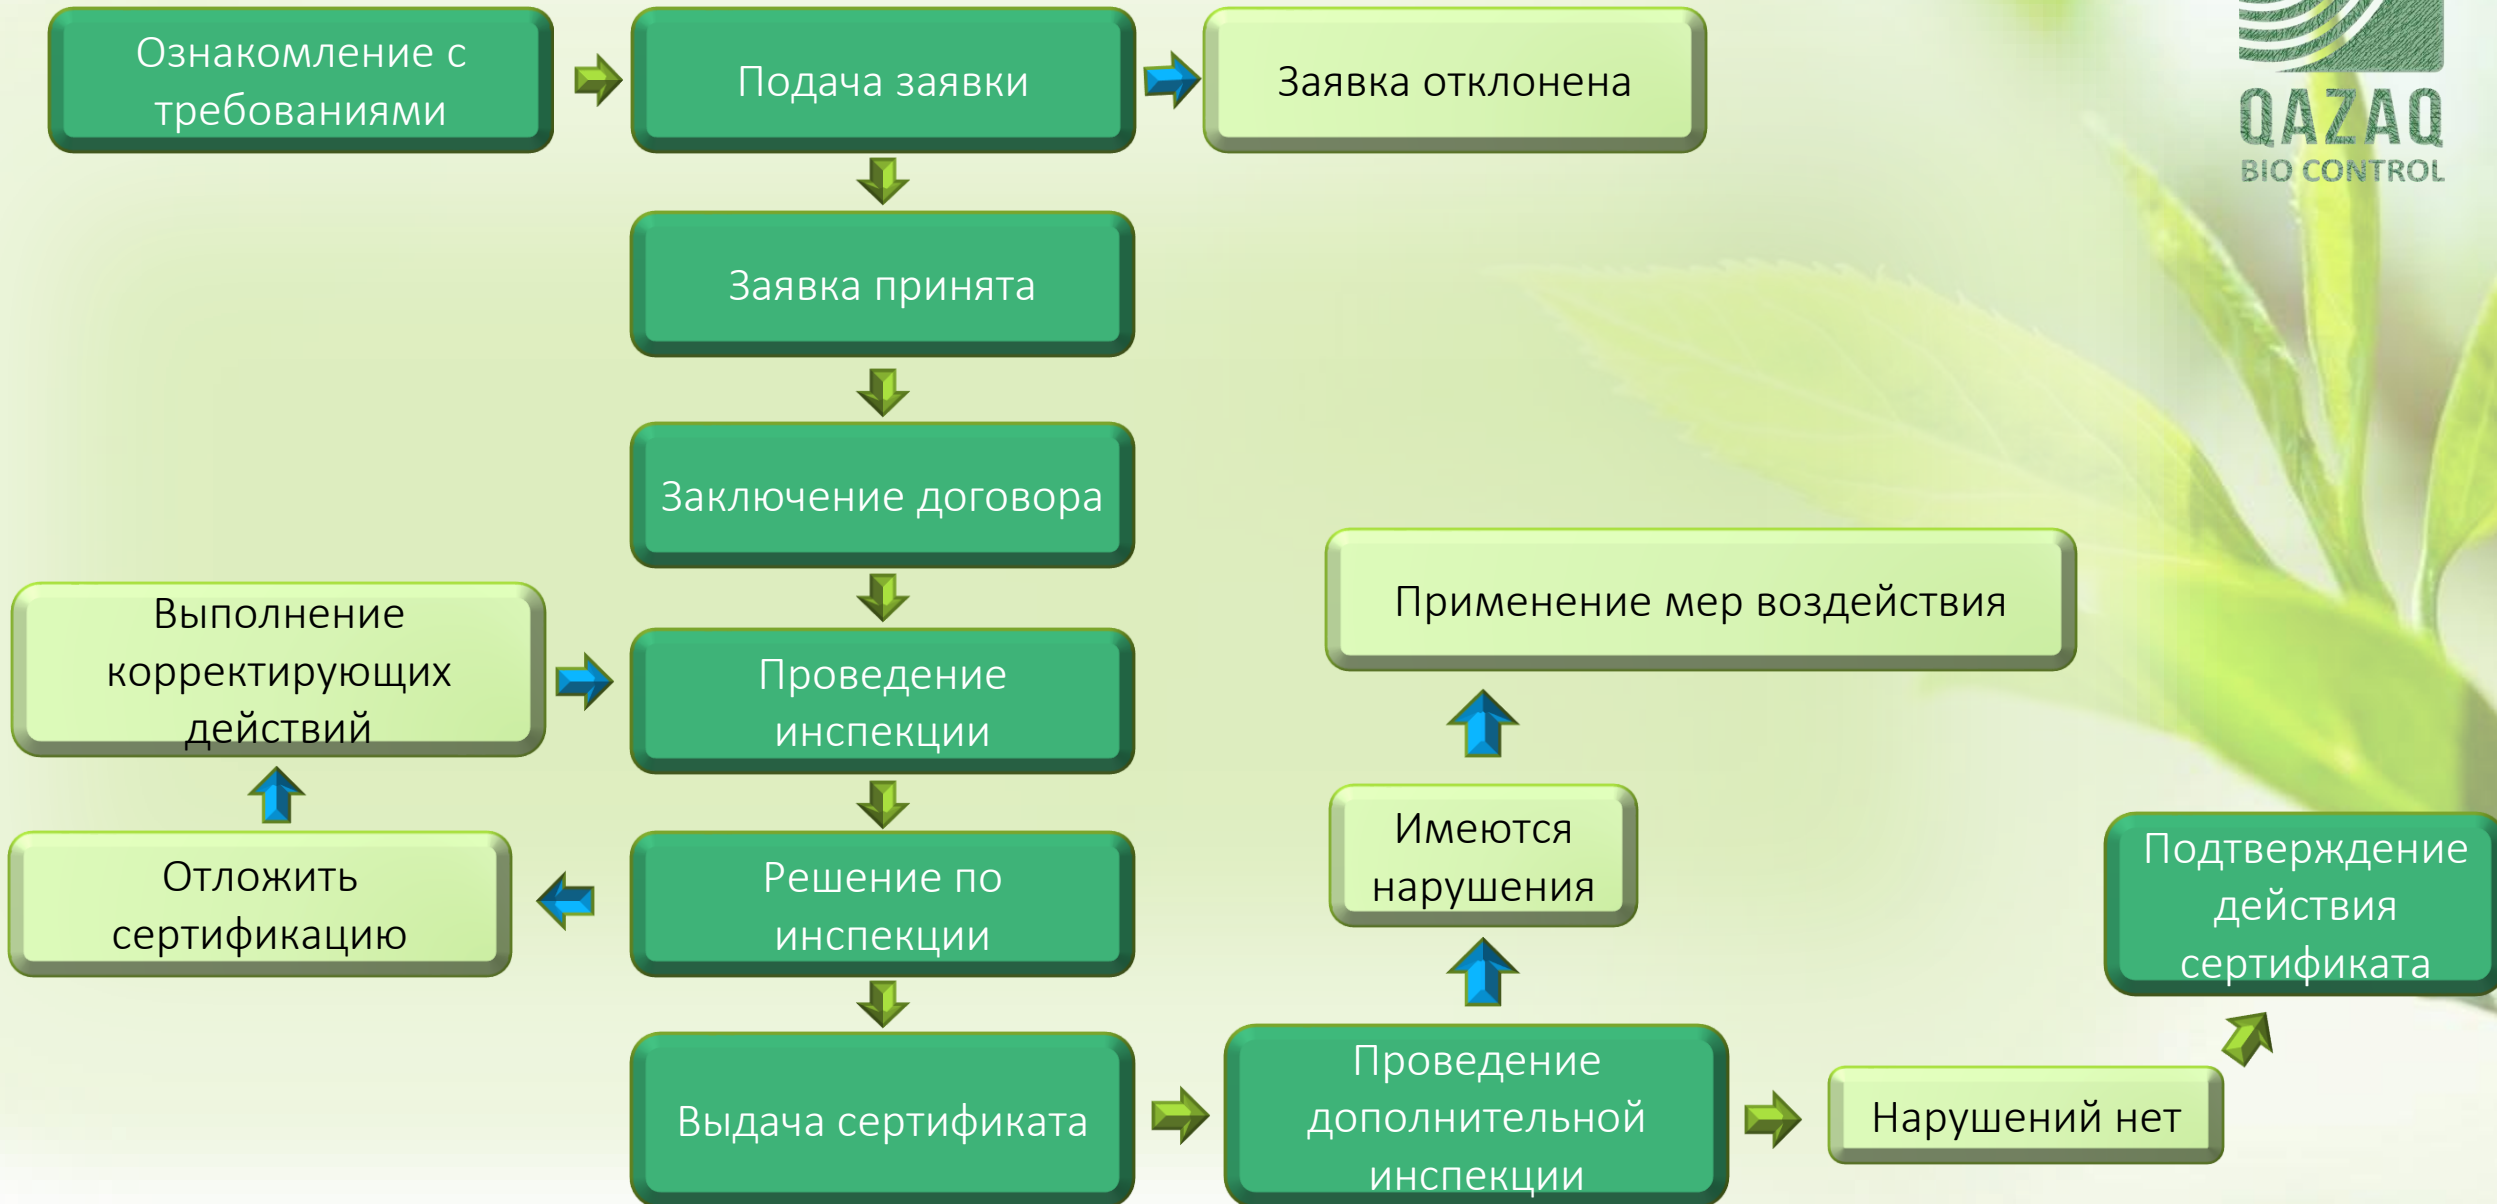 Ознакомление с
требованиями
Подача заявки
Заявка отклонена
QAZAQ
BIO CONTROL
Заявка принята
Заключение договора
Выполнение
корректирующих
действий
Проведение
инспекции
Применение мер воздействия
Отложить
сертификацию
Решение по
инспекции
Имеются
нарушения
Подтверждение
действия
сертификата
Выдача сертификата
Проведение
дополнительной
инспекции
Нарушений нет